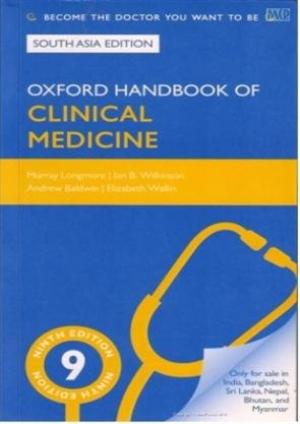 BECOME THE DOCTOR YOU WANT TO BE
SOUTH ASIA EDITION
OXFORD HANDBOOK OF
CLINICAL
MEDICINE
Murray Longmore | Ian B. Wilkinson
Andrew Baldwin | Elizabeth Wallin
NINTH EDITION
9
NINTH EDITION
Only for sale in
India, Bangladesh,
Sri Lanka, Nepal,
Bhutan, and
Myanmar